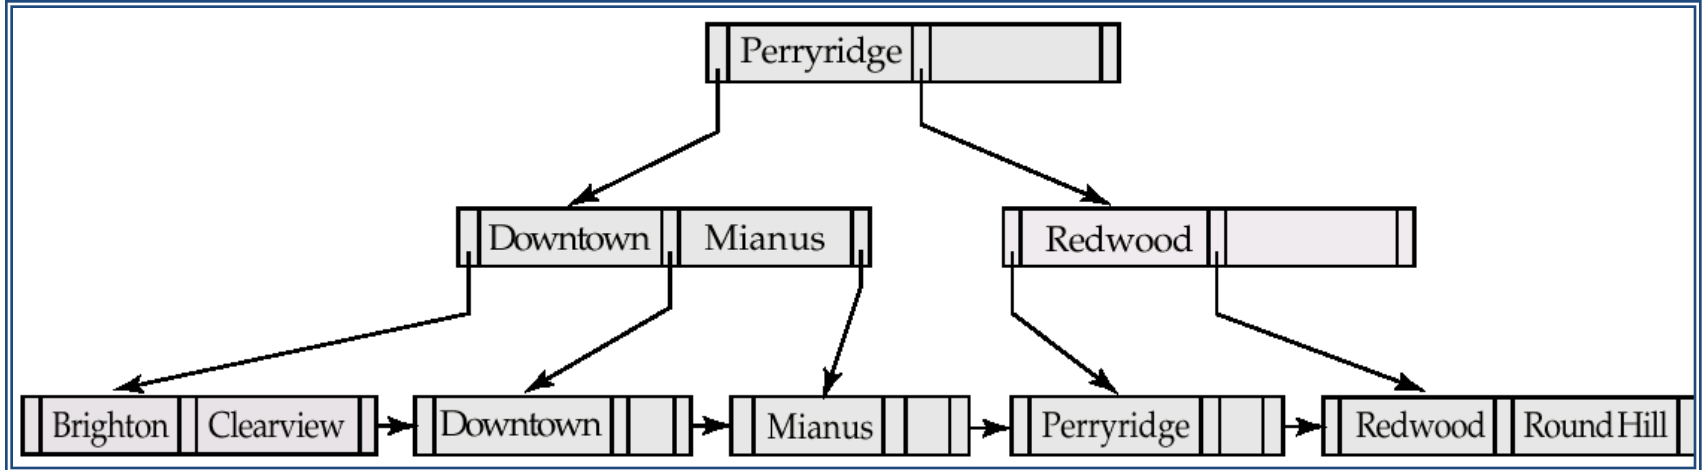 Perryridge
Downtown Mianus Redwood
Brighton Clearview Downtown Mianus Perryridge Redwood Round Hill